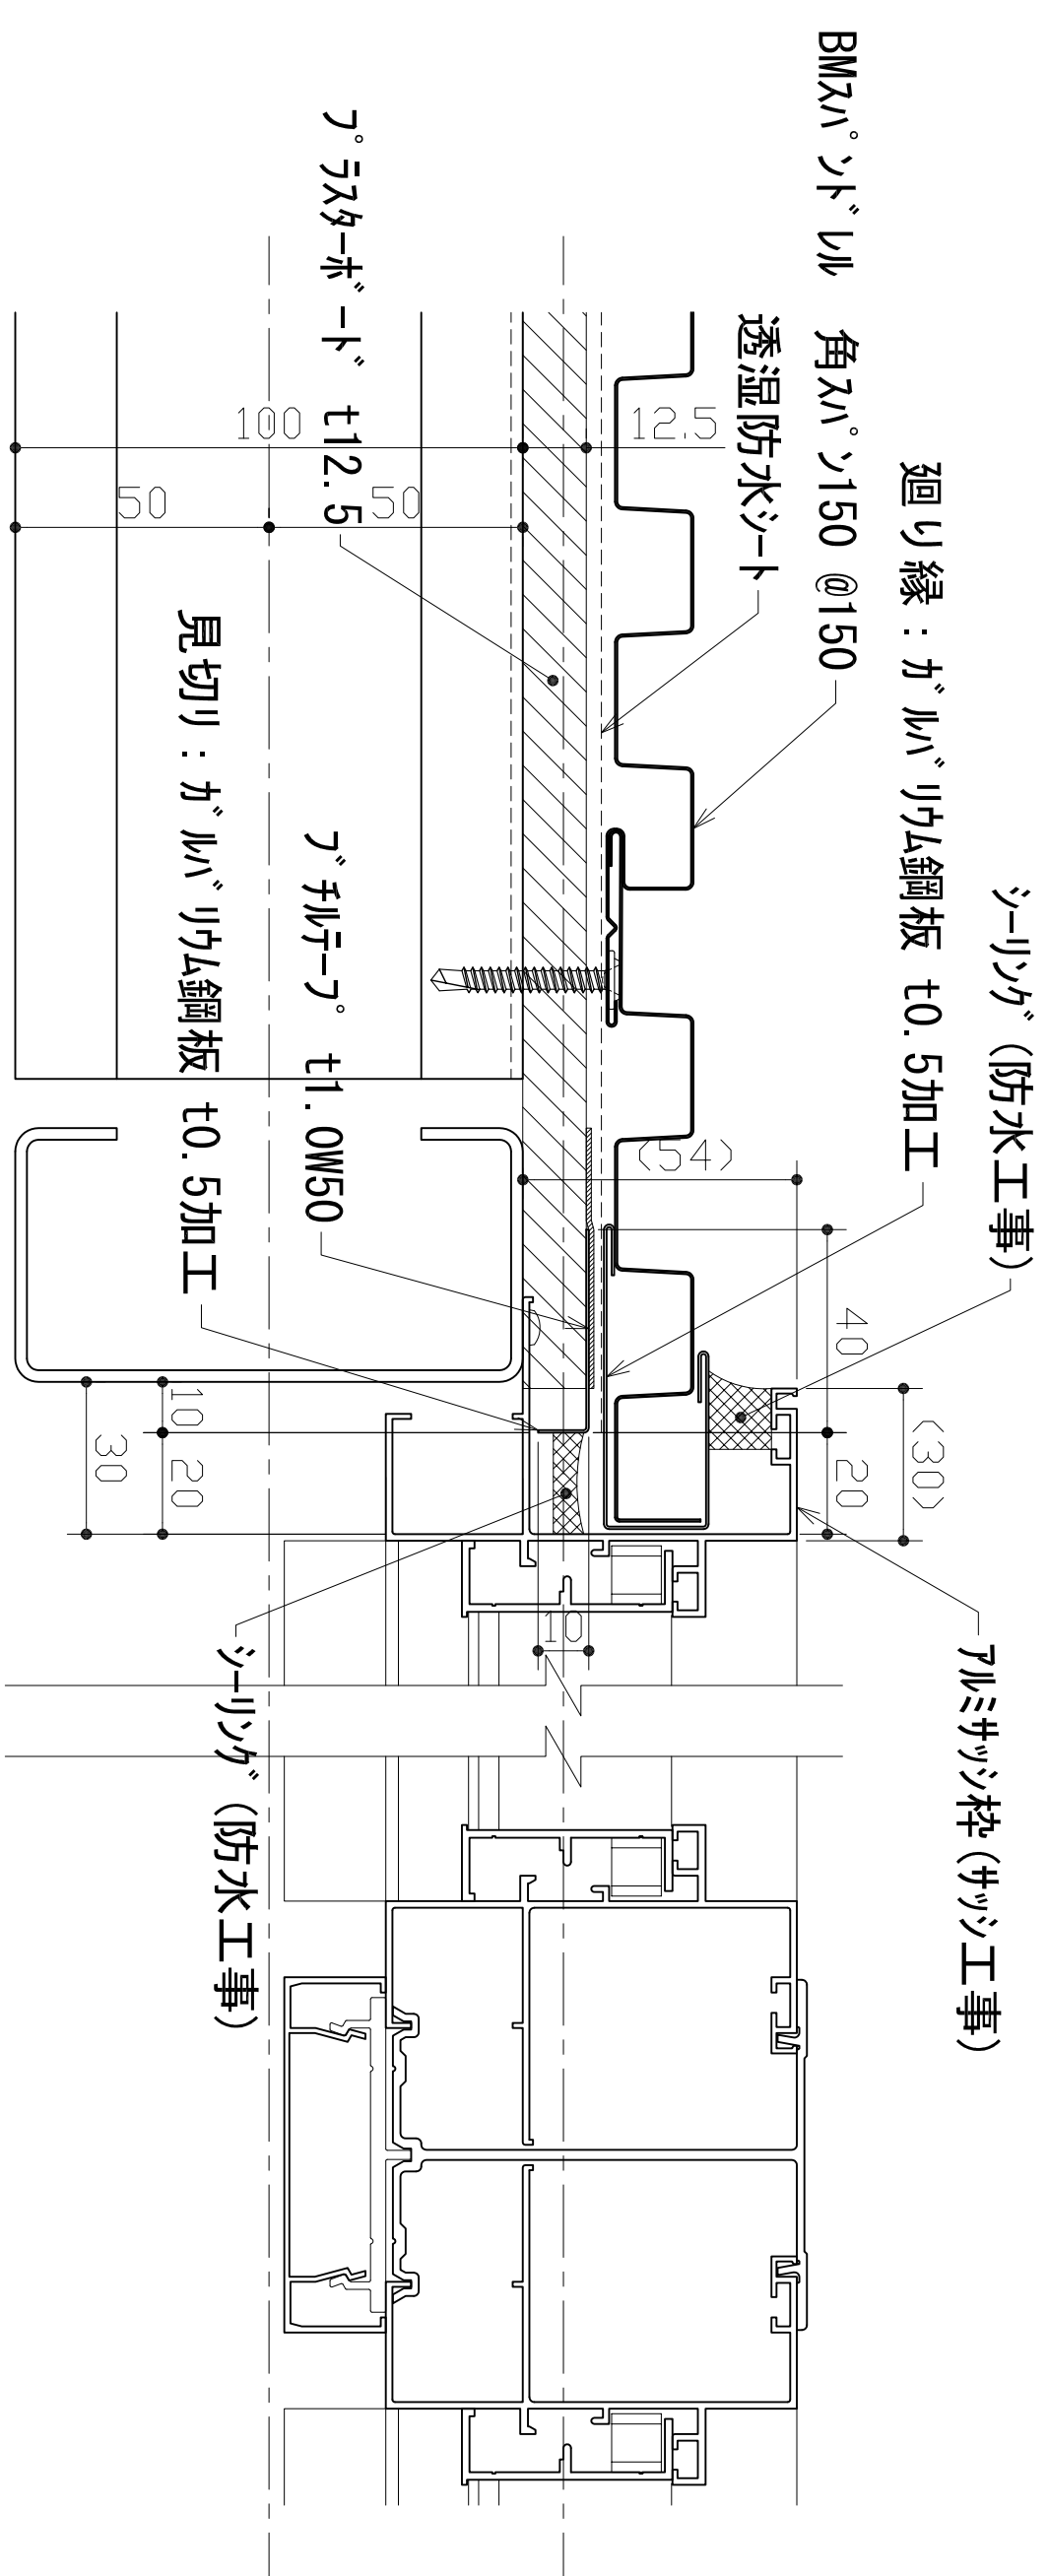 シーリング（防水工事）
廻り縁：ガルバリウム鋼板 t0.5加工
BMスパンドレル 角スパン150 @150
透湿防水シート
プラスターボード t12.5
ブチルテープ t1.0W50
見切り：ガルバリウム鋼板 t0.5加工
アルミサッシ枠（サッシ工事）
シーリング（防水工事）
12.5
100
50
50
(54)
40
20
(30)
10
20
30
10